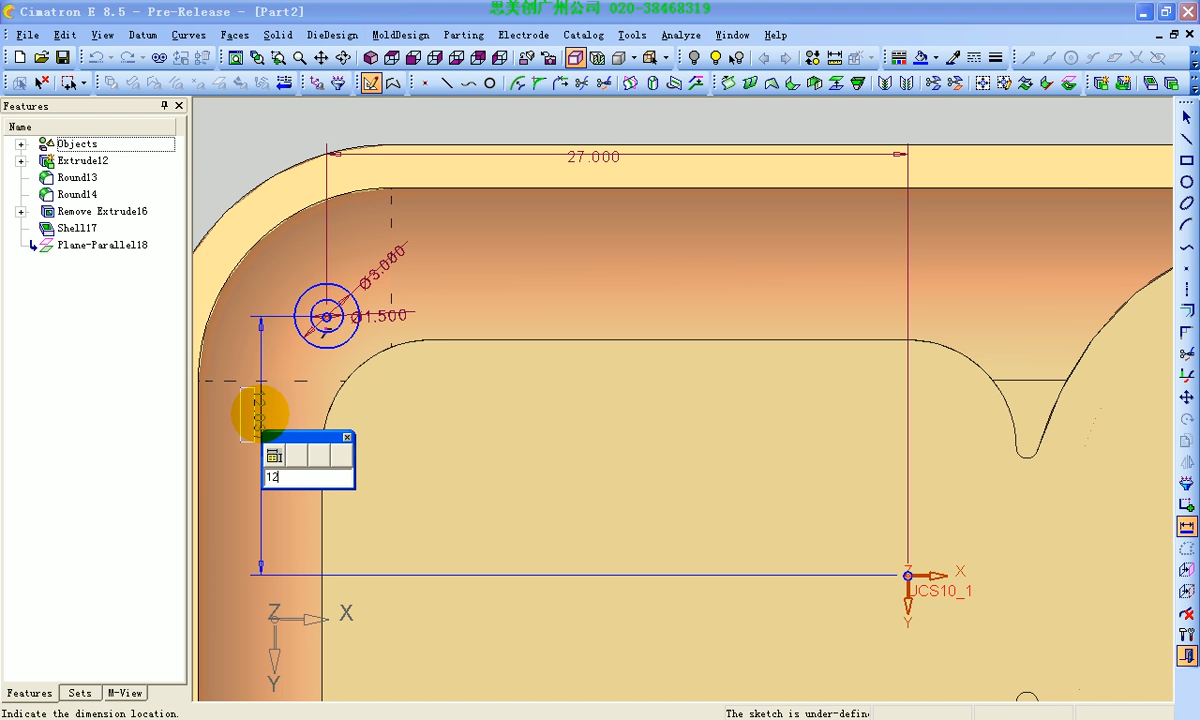 Cimatron E 8.5 - Pre-Release - [Part2]
思美创广州公司 020-38468319
File Edit View Datum Curves Faces Solid DieDesign MoldDesign Parting Electrode Catalog Tools Analyze Window Help
Features
Name
Objects
Extrude12
Round13
Round14
Remove Extrude16
Shell17
Plane-Parallel18
27.000
Ø3.000
Ø1.500
12
Z X
UCS10_1
Y
Z X
Y
Features Sets M-View
Indicate the dimension location.
The sketch is under-defin